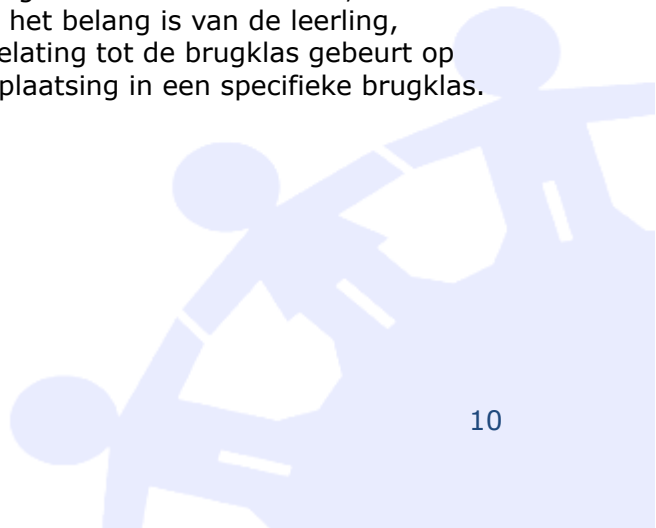 het belang is van de leerling,
elating tot de brugklas gebeurt op
plaatsing in een specifieke brugklas.
10